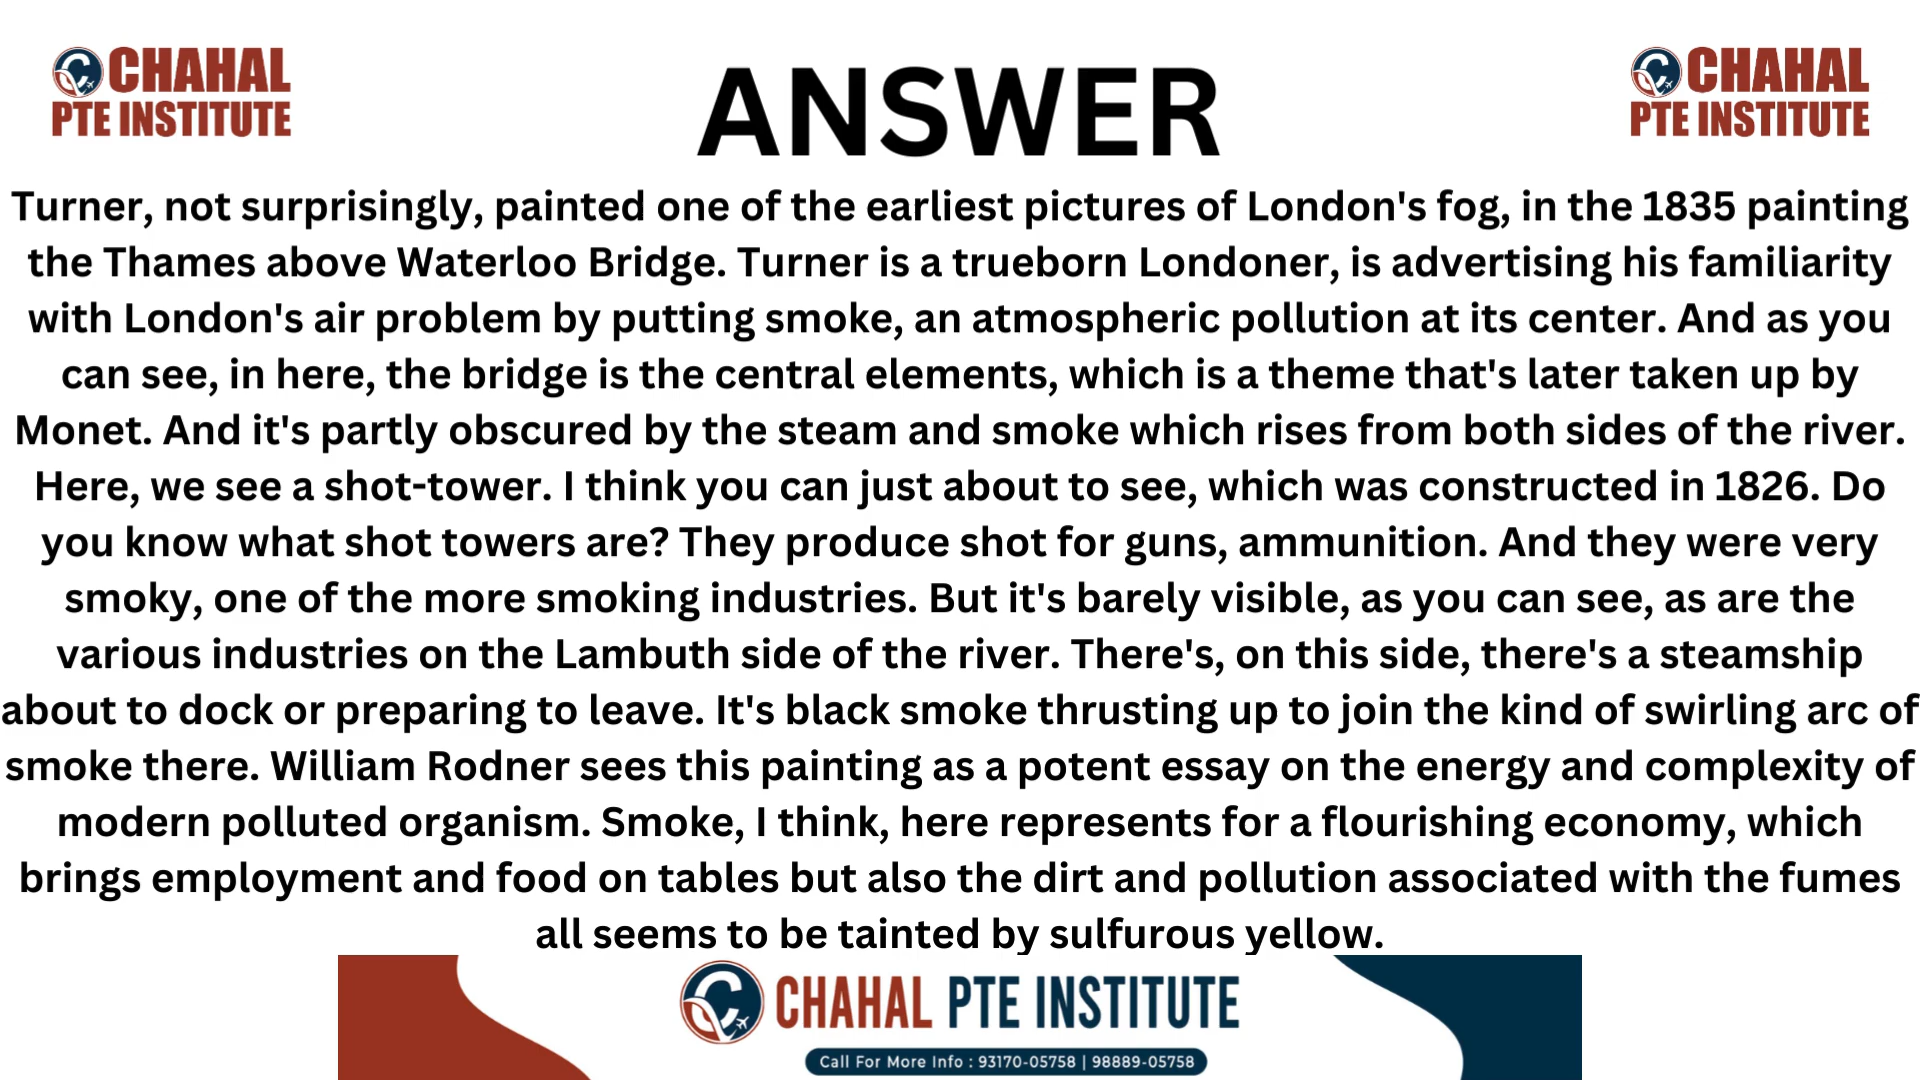 CHAHAL
PTE INSTITUTE
ANSWER
CHAHAL
PTE INSTITUTE
Turner, not surprisingly, painted one of the earliest pictures of London's fog, in the 1835 painting
the Thames above Waterloo Bridge. Turner is a trueborn Londoner, is advertising his familiarity
with London's air problem by putting smoke, an atmospheric pollution at its center. And as you
can see, in here, the bridge is the central elements, which is a theme that's later taken up by
Monet. And it's partly obscured by the steam and smoke which rises from both sides of the river.
Here, we see a shot-tower. I think you can just about to see, which was constructed in 1826. Do
you know what shot towers are? They produce shot for guns, ammunition. And they were very
smoky, one of the more smoking industries. But it's barely visible, as you can see, as are the
various industries on the Lambuth side of the river. There's, on this side, there's a steamship
about to dock or preparing to leave. It's black smoke thrusting up to join the kind of swirling arc of
smoke there. William Rodner sees this painting as a potent essay on the energy and complexity of
modern polluted organism. Smoke, I think, here represents for a flourishing economy, which
brings employment and food on tables but also the dirt and pollution associated with the fumes
all seems to be tainted by sulfurous yellow.
CHAHAL PTE INSTITUTE
Call For More Info : 93170-05758 | 98889-05758